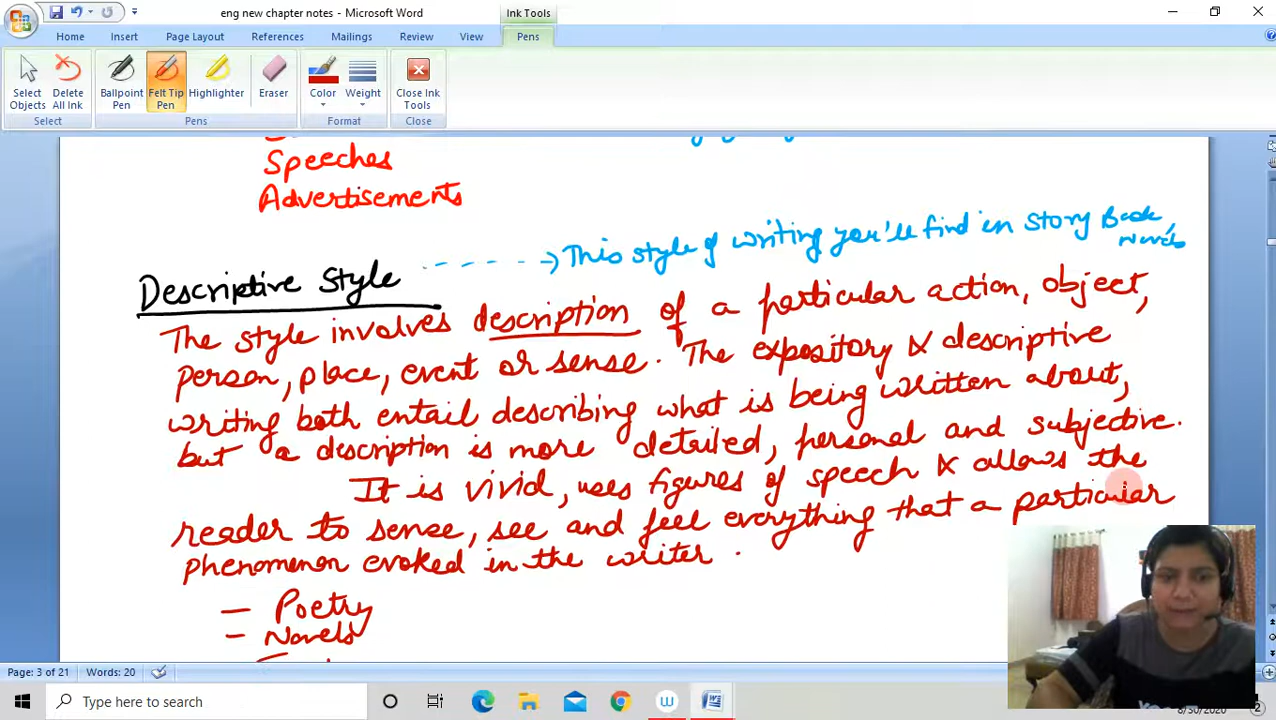 eng new chapter notes - Microsoft Word
Ink Tools
Home Insert Page Layout References Mailings Review View Pens
Select Objects
Delete All Ink
Ballpoint Pen
Felt Tip Pen
Highlighter
Eraser
Color
Weight
Close Ink Tools
Select Pens Format Close
Speeches
Advertisements
This style of writing you'll find in Story Book, Novels
Descriptive Style
The style involves description of a particular action, object,
person, place, event or sense. The expository & descriptive
writing both entail describing what is being written about,
but a description is more detailed, personal and subjective.
It is vivid, uses figures of speech & allows the
reader to sense, see and feel everything that a particular
phenomenon evoked in the writer.
- Poetry
- Novels
Page: 3 of 21 Words: 20
Type here to search
8/30/2020